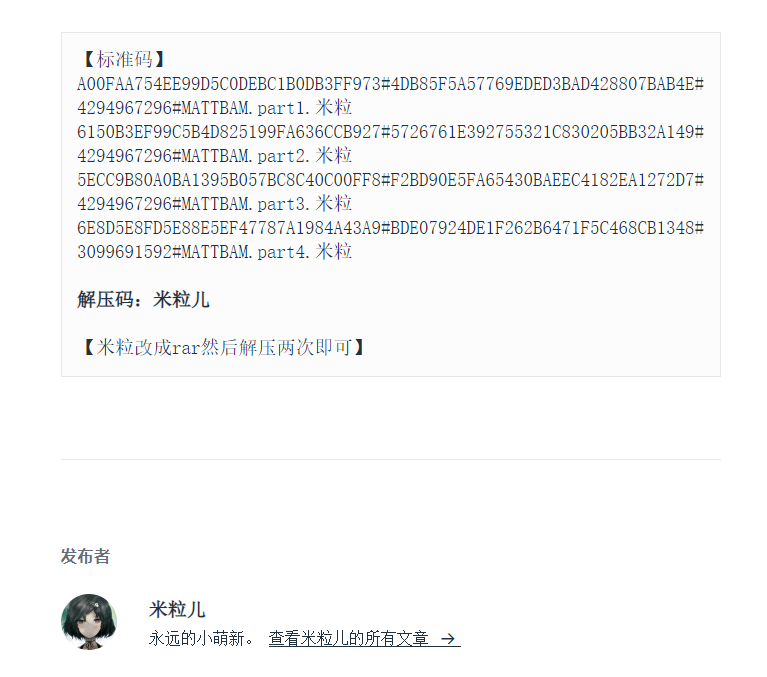 【标准码】
A00FAA754EE99D5C0DEBC1B0DB3FF973#4DB85F5A57769EDED3BAD428807BAB4E#
4294967296#MATTBAM.part1.米粒
6150B3EF99C5B4D825199FA636CCB927#5726761E392755321C830205BB32A149#
4294967296#MATTBAM.part2.米粒
5ECC9B80A0BA1395B057BC8C40C00FF8#F2BD90E5FA65430BAEEC4182EA1272D7#
4294967296#MATTBAM.part3.米粒
6E8D5E8FD5E88E5EF47787A1984A43A9#BDE07924DE1F262B6471F5C468CB1348#
3099691592#MATTBAM.part4.米粒
解压码：米粒儿
【米粒改成rar然后解压两次即可】
发布者
米粒儿
永远的小萌新。 查看米粒儿的所有文章 →